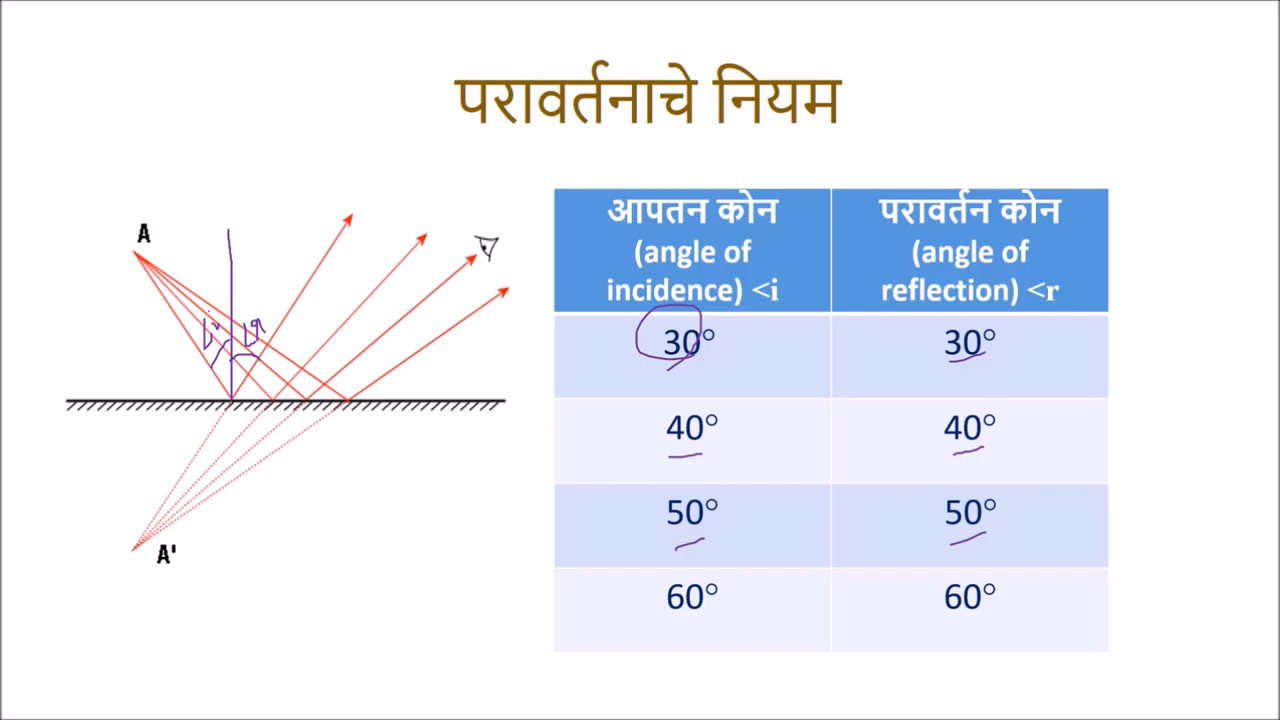 परावर्तनाचे नियम
A
A'
आपतन कोन
(angle of
incidence) <i
परावर्तन कोन
(angle of
reflection) <r
30° 30°
40° 40°
50° 50°
60° 60°